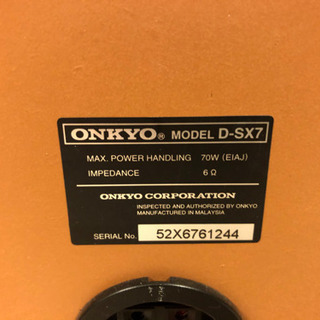 ONKYO® MODEL D-SX7
MAX. POWER HANDLING 70W (EIAJ)
IMPEDANCE 6 Ω
ONKYO CORPORATION
INSPECTED AND AUTHORIZED BY ONKYO
MANUFACTURED IN MALAYSIA
SERIAL No. 52X6761244